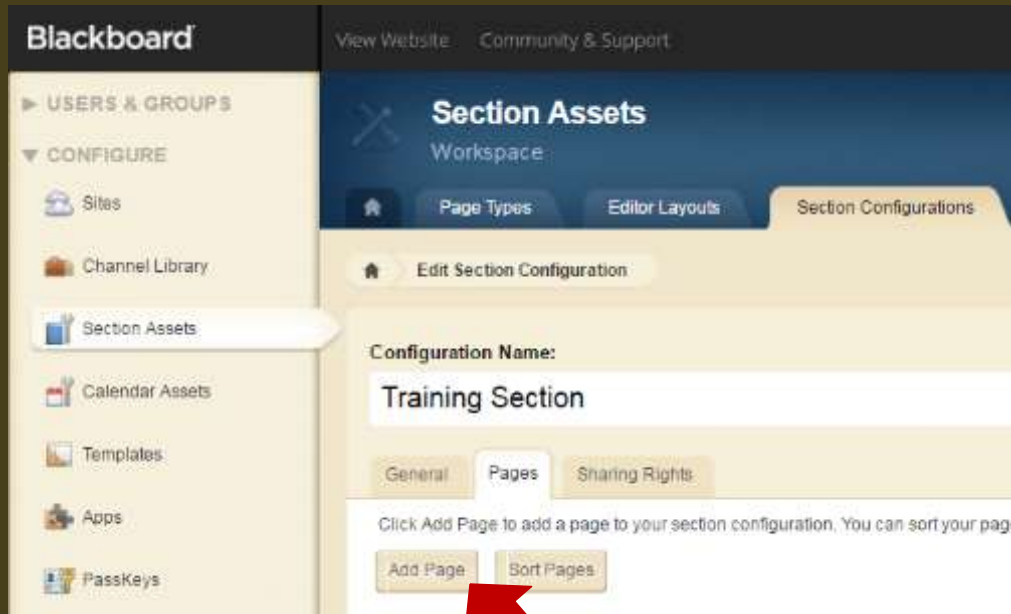 Blackboard
View Website Community & Support
USERS & GROUPS
CONFIGURE
Sites
Channel Library
Section Assets
Calendar Assets
Templates
Apps
PassKeys
Section Assets
Workspace
Page Types Editor Layouts Section Configurations
Edit Section Configuration
Configuration Name:
Training Section
General Pages Sharing Rights
Click Add Page to add a page to your section configuration. You can sort your pag
Add Page Sort Pages